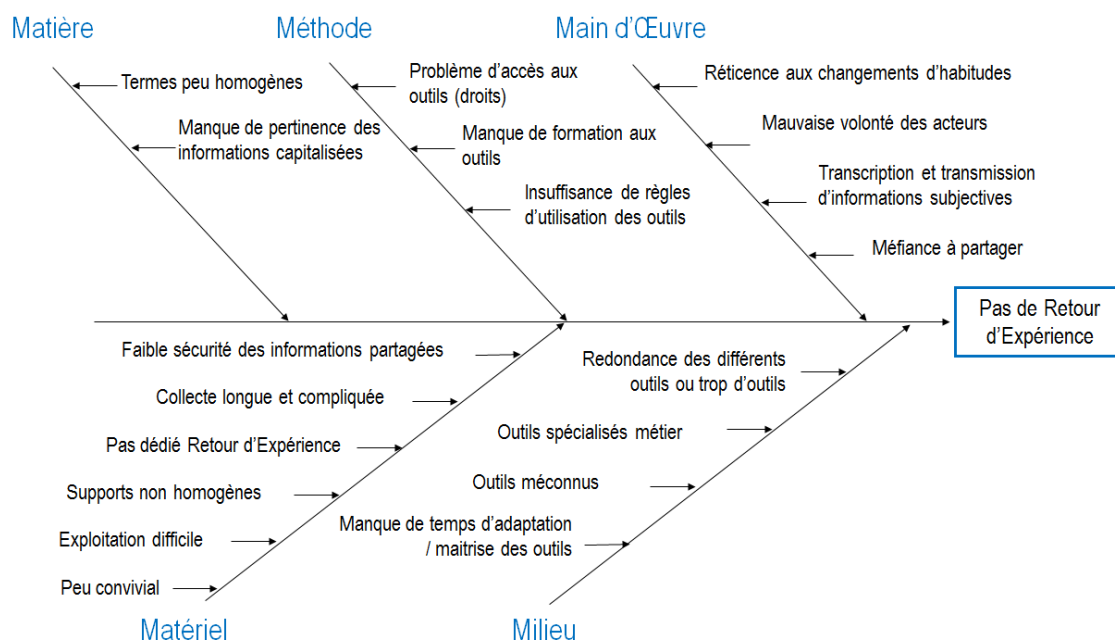 Matière
Méthode
Main d'Œuvre
Termes peu homogènes
Manque de pertinence des
informations capitalisées
Problème d'accès aux
outils (droits)
Manque de formation aux
outils
Insuffisance de règles
d'utilisation des outils
Réticence aux changements d'habitudes
Mauvaise volonté des acteurs
Transcription et transmission
d'informations subjectives
Méfiance à partager
Pas de Retour
d'Expérience
Faible sécurité des informations partagées
Collecte longue et compliquée
Pas dédié Retour d'Expérience
Supports non homogènes
Exploitation difficile
Peu convivial
Redondance des différents
outils ou trop d'outils
Outils spécialisés métier
Outils méconnus
Manque de temps d'adaptation
/ maitrise des outils
Matériel
Milieu